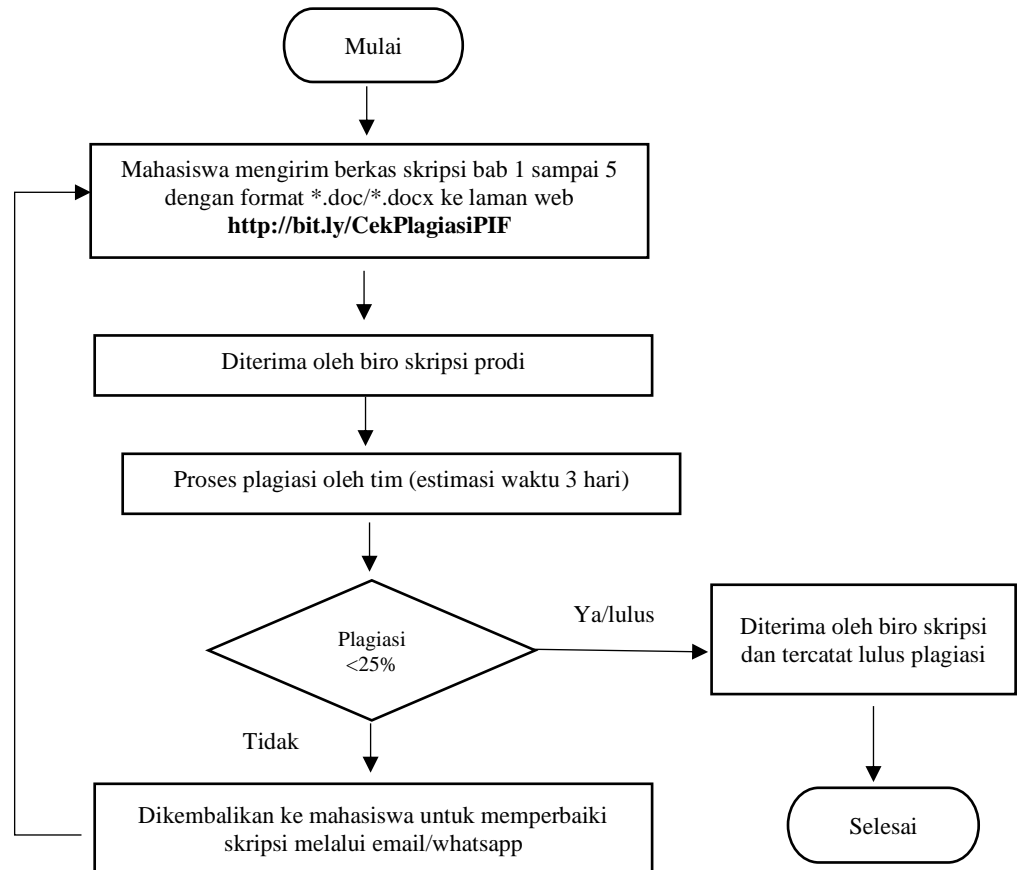 Mulai
Mahasiswa mengirim berkas skripsi bab 1 sampai 5
dengan format *.doc/*.docx ke laman web
http://bit.ly/CekPlagiasiPIF
Diterima oleh biro skripsi prodi
Proses plagiasi oleh tim (estimasi waktu 3 hari)
Plagiasi
<25%
Ya/lulus
Diterima oleh biro skripsi
dan tercatat lulus plagiasi
Tidak
Dikembalikan ke mahasiswa untuk memperbaiki
skripsi melalui email/whatsapp
Selesai